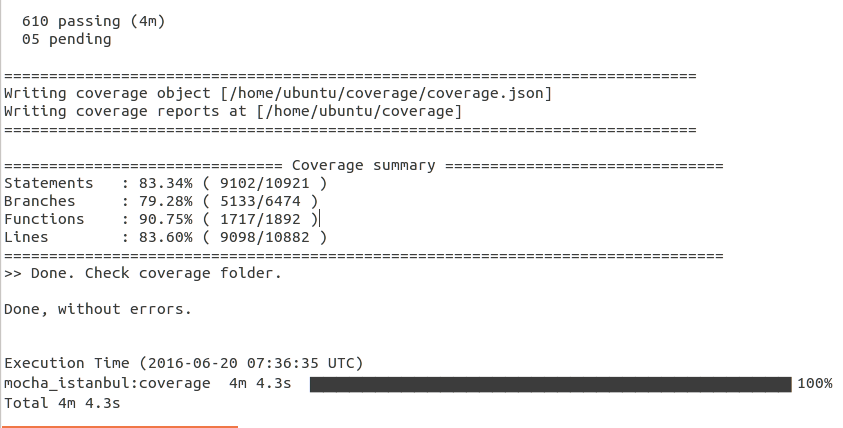 610 passing (4m)
05 pending
=============================================================================
Writing coverage object [/home/ubuntu/coverage/coverage.json]
Writing coverage reports at [/home/ubuntu/coverage]
=============================================================================
=============================== Coverage summary ===============================
Statements   : 83.34% ( 9102/10921 )
Branches     : 79.28% ( 5133/6474 )
Functions    : 90.75% ( 1717/1892 )
Lines        : 83.60% ( 9098/10882 )
================================================================================
>> Done. Check coverage folder.
Done, without errors.
Execution Time (2016-06-20 07:36:35 UTC)
mocha_istanbul:coverage  4m 4.3s  100%
Total 4m 4.3s